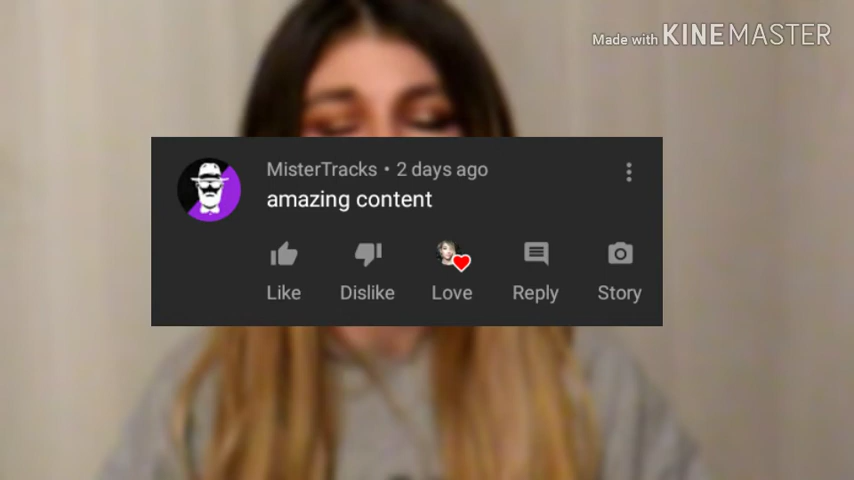 Made with KINEMASTER
MisterTracks • 2 days ago
amazing content
Like Dislike Love Reply Story